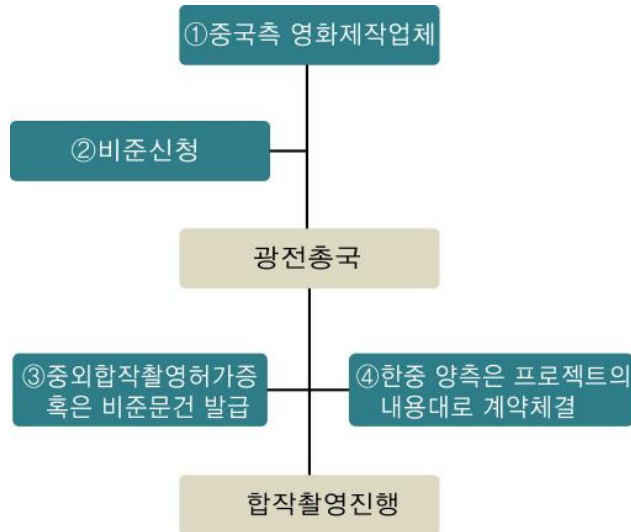 ①중국측 영화제작업체
②비준신청
광전총국
③중외합작촬영허가증
혹은 비준문건 발급
④한중 양측은 프로젝트의
내용대로 계약체결
합작촬영진행